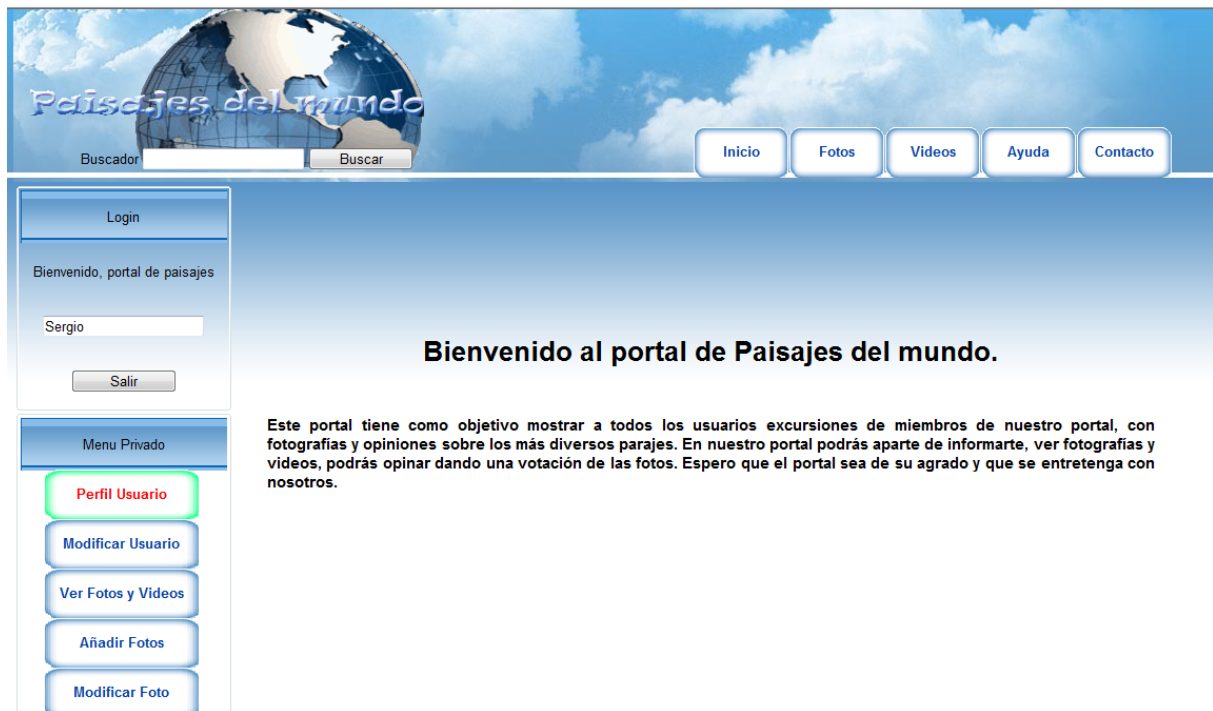 Paisajes del mundo
Buscador
Buscar
Inicio
Fotos
Videos
Ayuda
Contacto
Login
Bienvenido, portal de paisajes
Sergio
Salir
Menu Privado
Perfil Usuario
Modificar Usuario
Ver Fotos y Videos
Añadir Fotos
Modificar Foto
Bienvenido al portal de Paisajes del mundo.
Este portal tiene como objetivo mostrar a todos los usuarios excursiones de miembros de nuestro portal, con
fotografías y opiniones sobre los más diversos parajes. En nuestro portal podrás aparte de informarte, ver fotografías y
videos, podrás opinar dando una votación de las fotos. Espero que el portal sea de su agrado y que se entretenga con
nosotros.